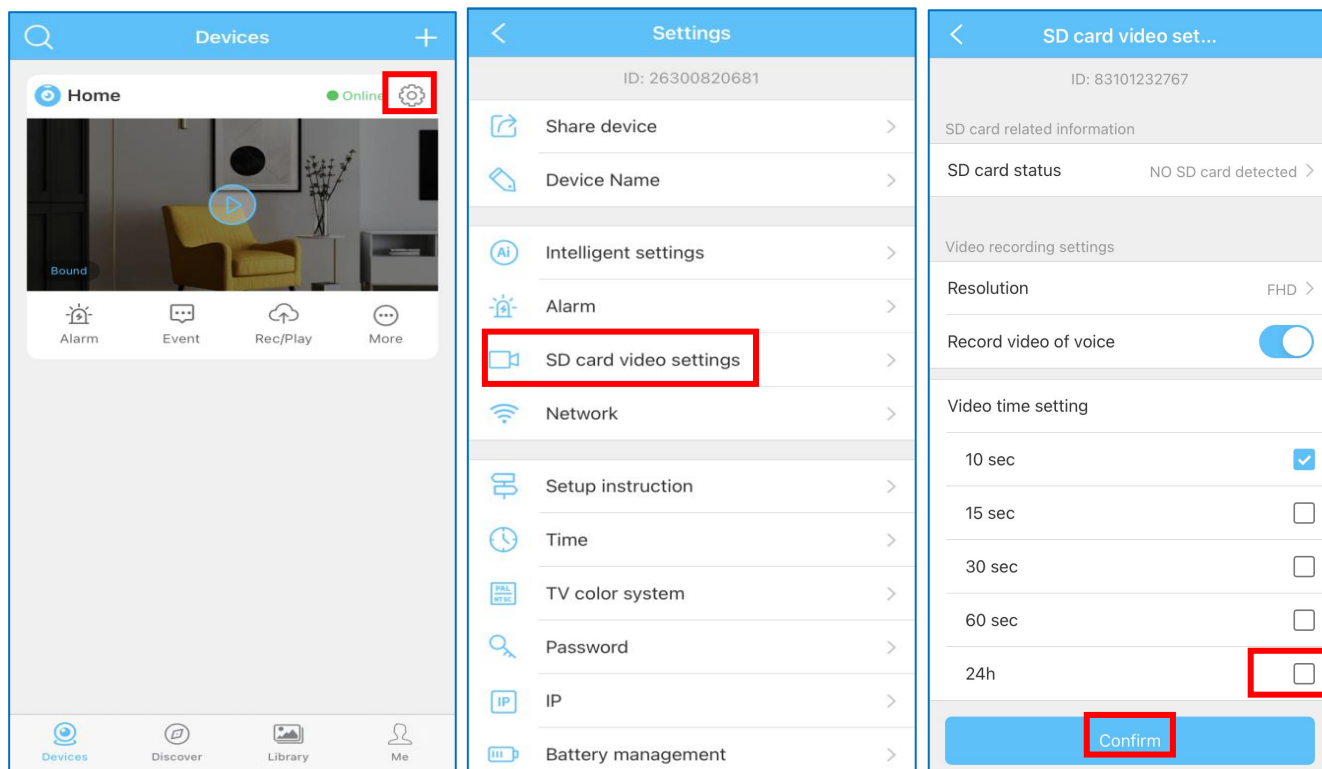 Devices
Home
Online
Bound
Alarm
Event
Rec/Play
More
Devices
Discover
Library
Me
Settings
ID: 26300820681
Share device
Device Name
Ai
Intelligent settings
Alarm
SD card video settings
Network
Setup instruction
Time
PAL
NTSC
TV color system
Password
IP
IP
Battery management
SD card video set...
ID: 83101232767
SD card related information
SD card status
NO SD card detected
Video recording settings
Resolution
FHD
Record video of voice
Video time setting
10 sec
15 sec
30 sec
60 sec
24h
Confirm